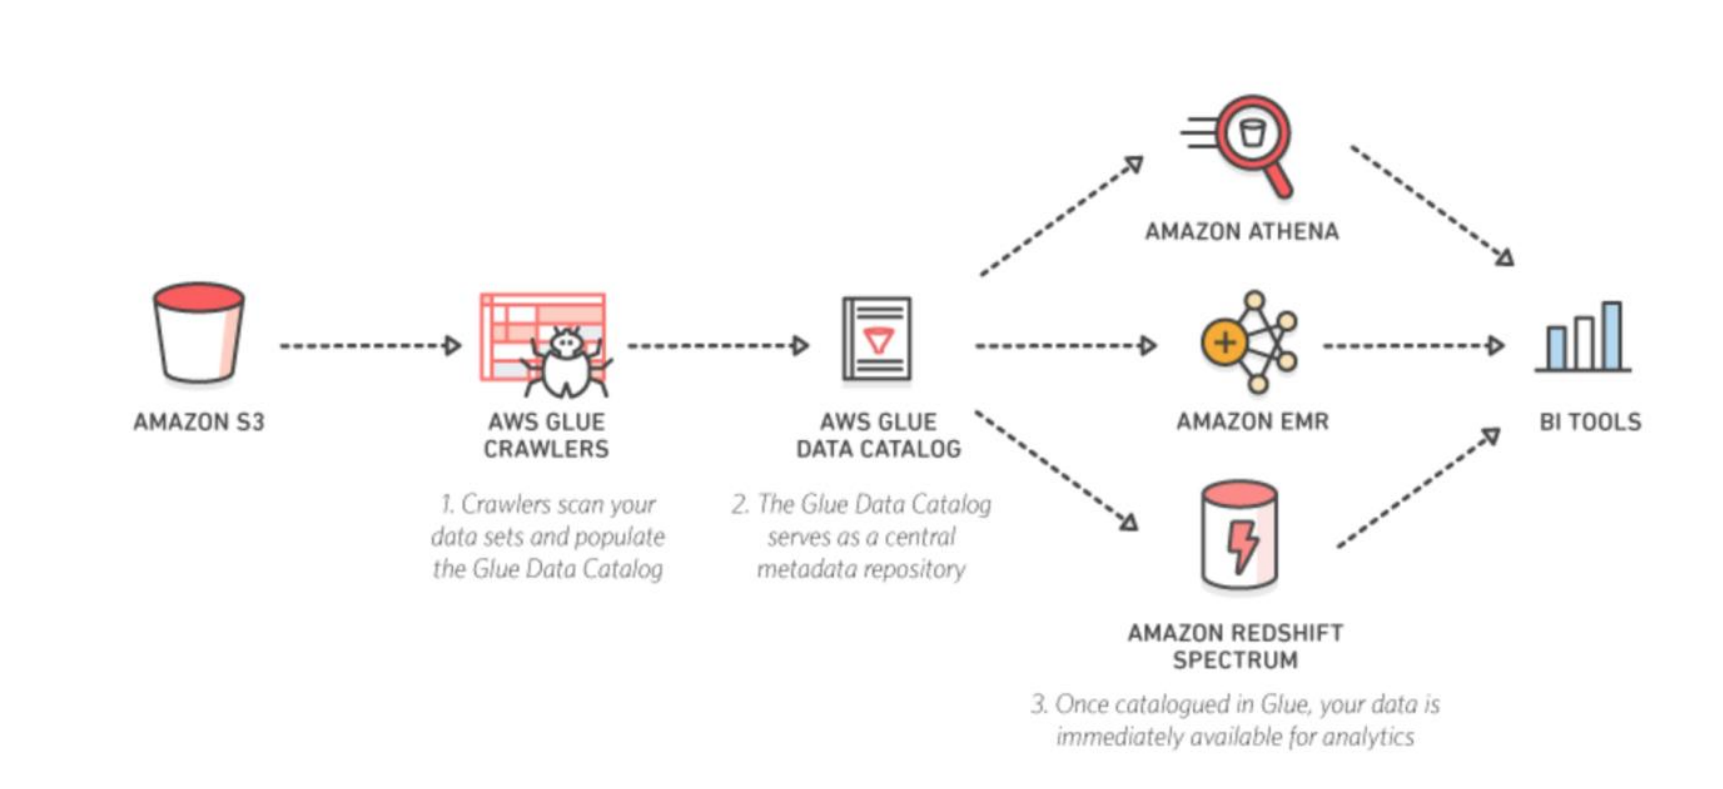 AMAZON ATHENA
AMAZON S3
AWS GLUE
CRAWLERS
1. Crawlers scan your
data sets and populate
the Glue Data Catalog
AWS GLUE
DATA CATALOG
2. The Glue Data Catalog
serves as a central
metadata repository
AMAZON EMR
BI TOOLS
AMAZON REDSHIFT
SPECTRUM
3. Once catalogued in Glue, your data is
immediately available for analytics